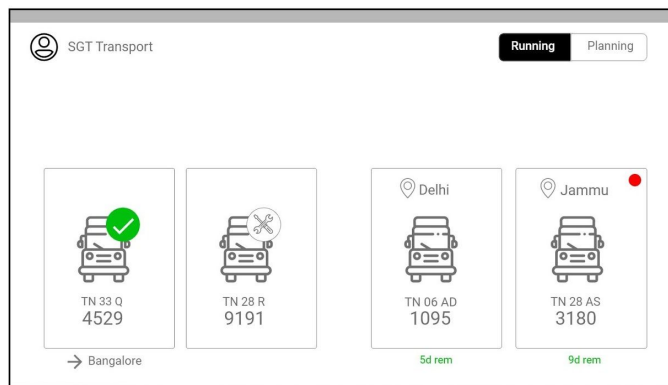 SGT Transport
Running Planning
Delhi
Jammu
TN 33 Q
4529
TN 28 R
9191
TN 06 AD
1095
TN 28 AS
3180
Bangalore
5d rem
9d rem